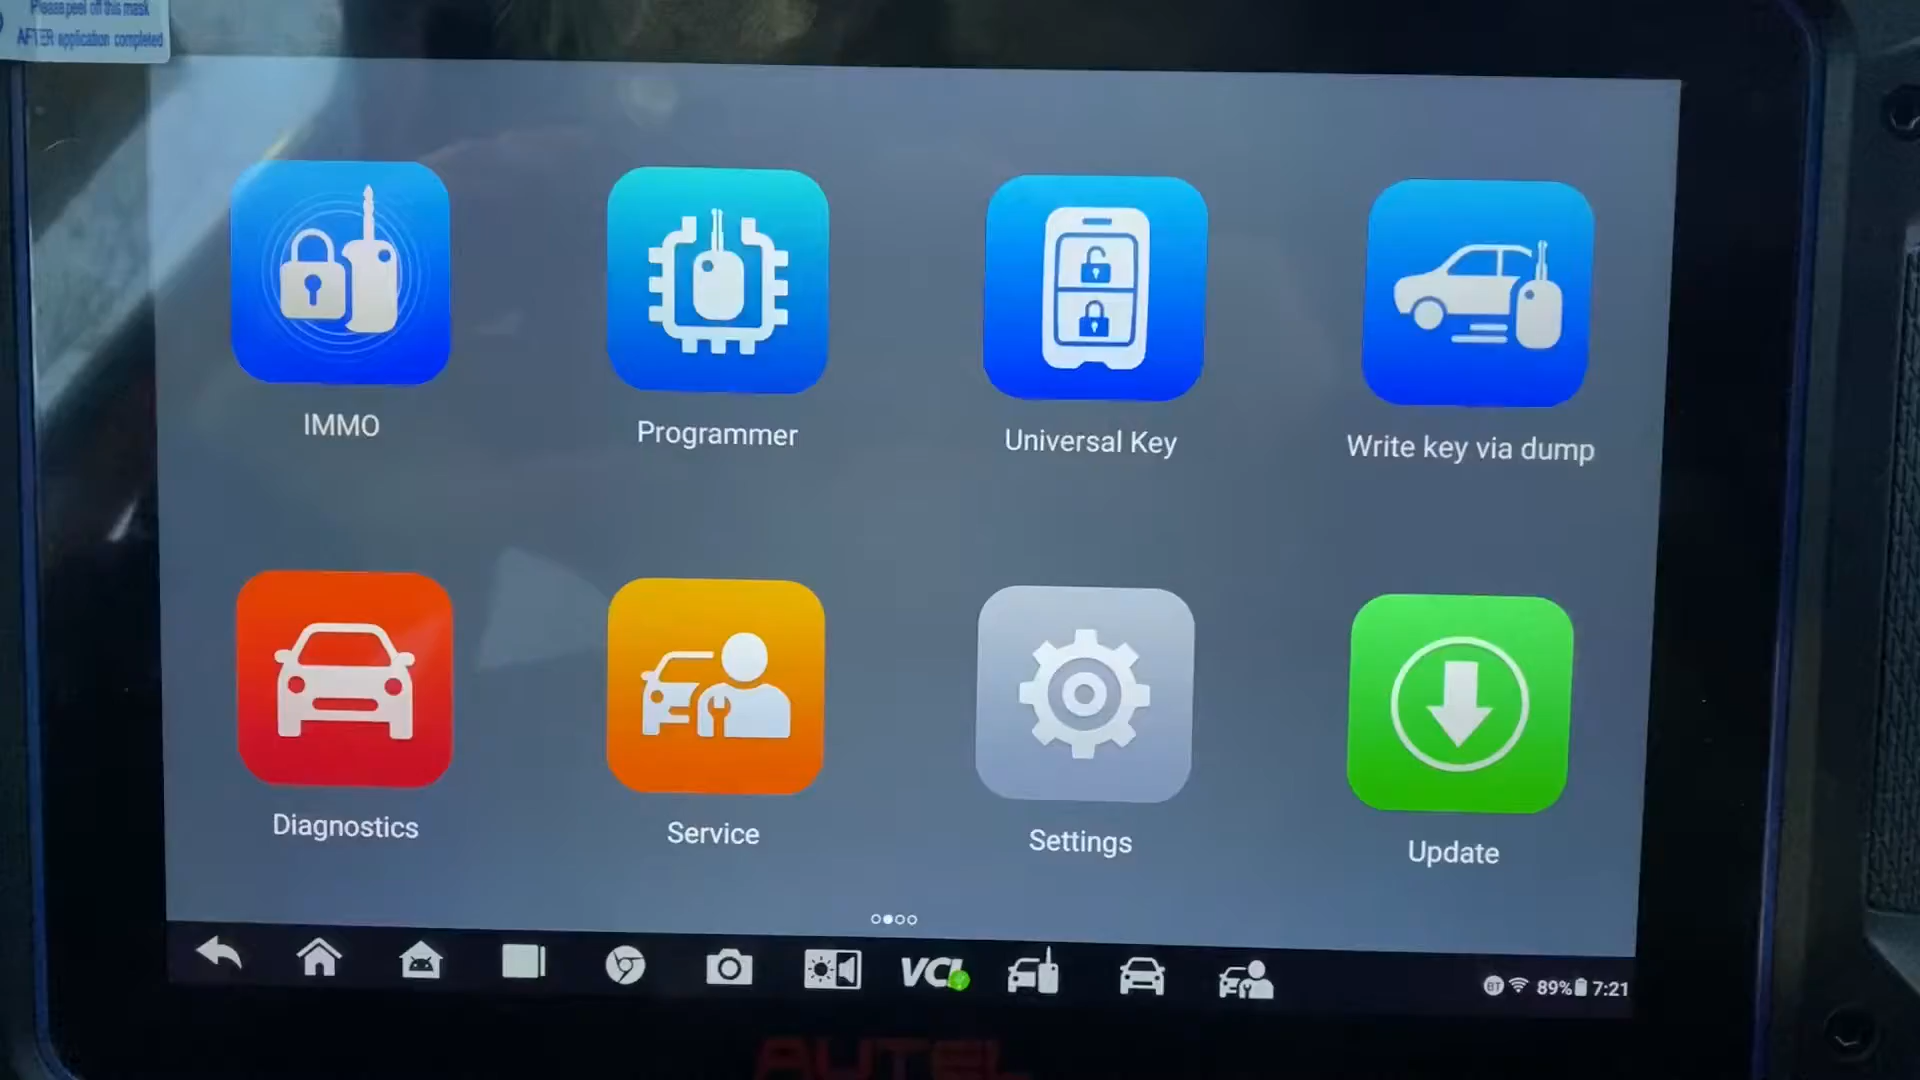 Please peel off this mask
AFTER application completed
IMMO
Programmer
Universal Key
Write key via dump
Diagnostics
Service
Settings
Update
VCI
BT 89% 7:21
AUTEL